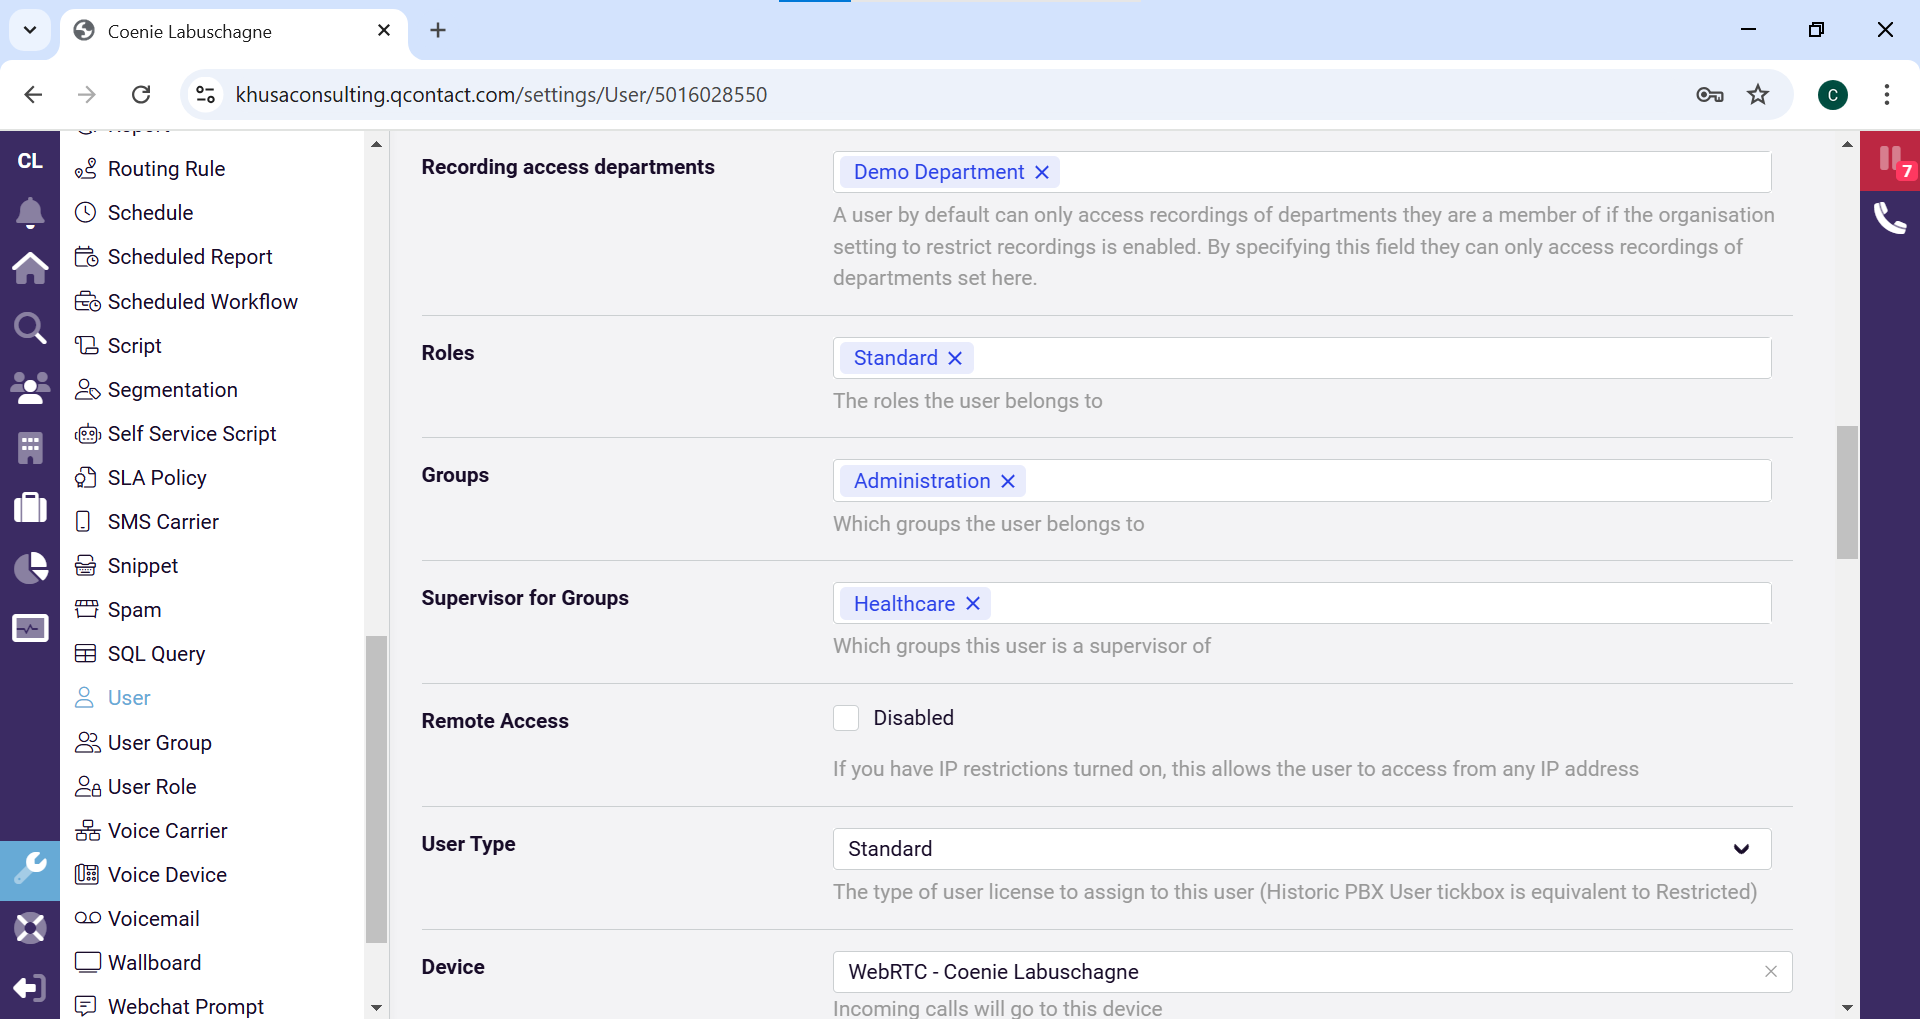 Coenie Labuschagne
khusaconsulting.qcontact.com/settings/User/5016028550
C
CL
7
Report
Routing Rule
Schedule
Scheduled Report
Scheduled Workflow
Script
Segmentation
Self Service Script
SLA Policy
SMS Carrier
Snippet
Spam
SQL Query
User
User Group
User Role
Voice Carrier
Voice Device
Voicemail
Wallboard
Webchat Prompt
Recording access departments
Demo Department
A user by default can only access recordings of departments they are a member of if the organisation
setting to restrict recordings is enabled. By specifying this field they can only access recordings of
departments set here.
Roles
Standard
The roles the user belongs to
Groups
Administration
Which groups the user belongs to
Supervisor for Groups
Healthcare
Which groups this user is a supervisor of
Remote Access
Disabled
If you have IP restrictions turned on, this allows the user to access from any IP address
User Type
Standard
The type of user license to assign to this user (Historic PBX User tickbox is equivalent to Restricted)
Device
WebRTC - Coenie Labuschagne
Incoming calls will go to this device